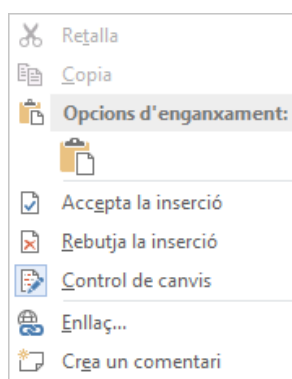 Retalla
Copia
Opcions d'enganxament:
Accepta la inserció
Rebutja la inserció
Control de canvis
Enllaç...
Crea un comentari